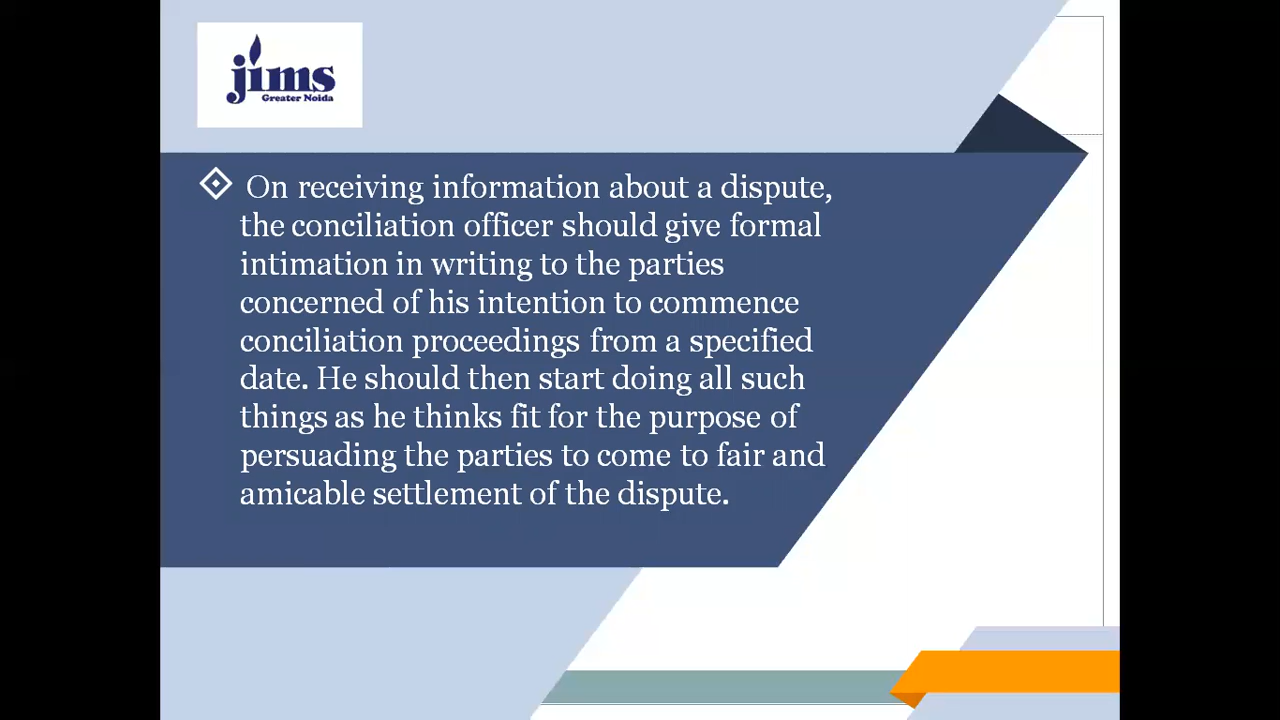 jims
Greater Noida
On receiving information about a dispute,
the conciliation officer should give formal
intimation in writing to the parties
concerned of his intention to commence
conciliation proceedings from a specified
date. He should then start doing all such
things as he thinks fit for the purpose of
persuading the parties to come to fair and
amicable settlement of the dispute.